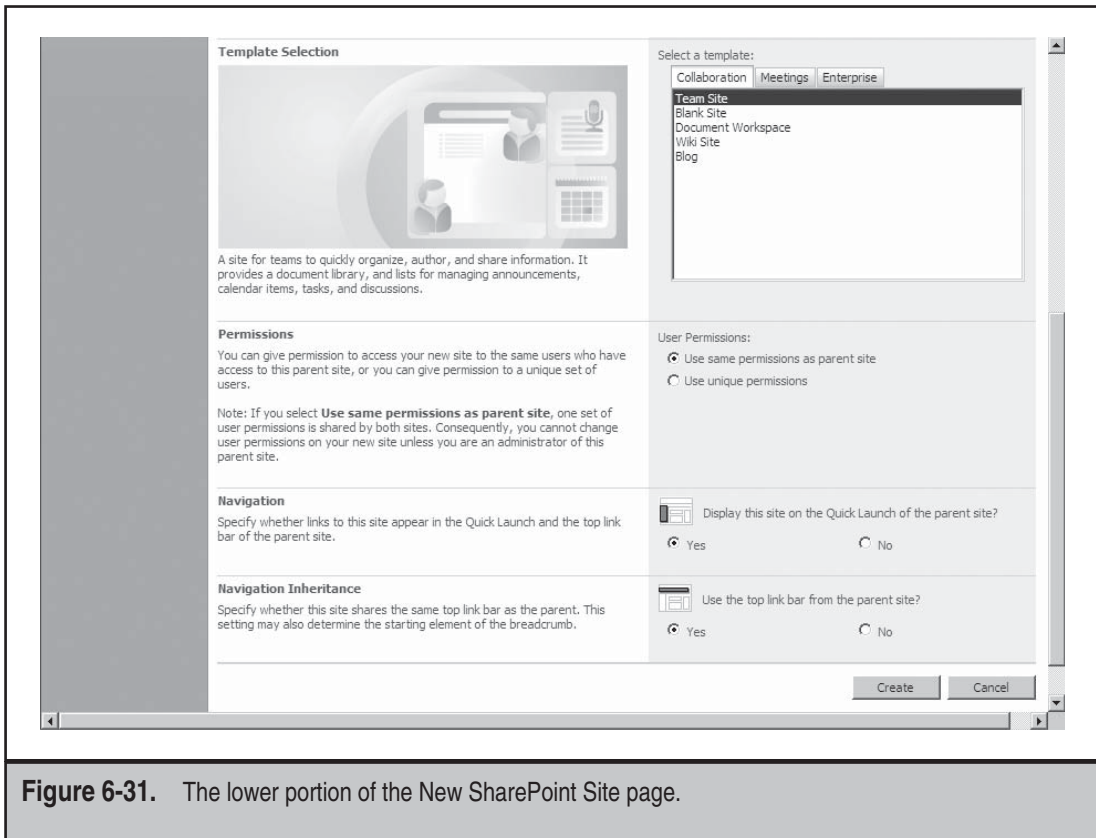 Template Selection
A site for teams to quickly organize, author, and share information. It
provides a document library, and lists for managing announcements,
calendar items, tasks, and discussions.
Select a template:
Collaboration Meetings Enterprise
Team Site
Blank Site
Document Workspace
Wiki Site
Blog
Permissions
You can give permission to access your new site to the same users who have
access to this parent site, or you can give permission to a unique set of
users.
Note: If you select Use same permissions as parent site, one set of
user permissions is shared by both sites. Consequently, you cannot change
user permissions on your new site unless you are an administrator of this
parent site.
User Permissions:
Use same permissions as parent site
Use unique permissions
Navigation
Specify whether links to this site appear in the Quick Launch and the top link
bar of the parent site.
Display this site on the Quick Launch of the parent site?
Yes No
Navigation Inheritance
Specify whether this site shares the same top link bar as the parent. This
setting may also determine the starting element of the breadcrumb.
Use the top link bar from the parent site?
Yes No
Create Cancel
Figure 6-31. The lower portion of the New SharePoint Site page.